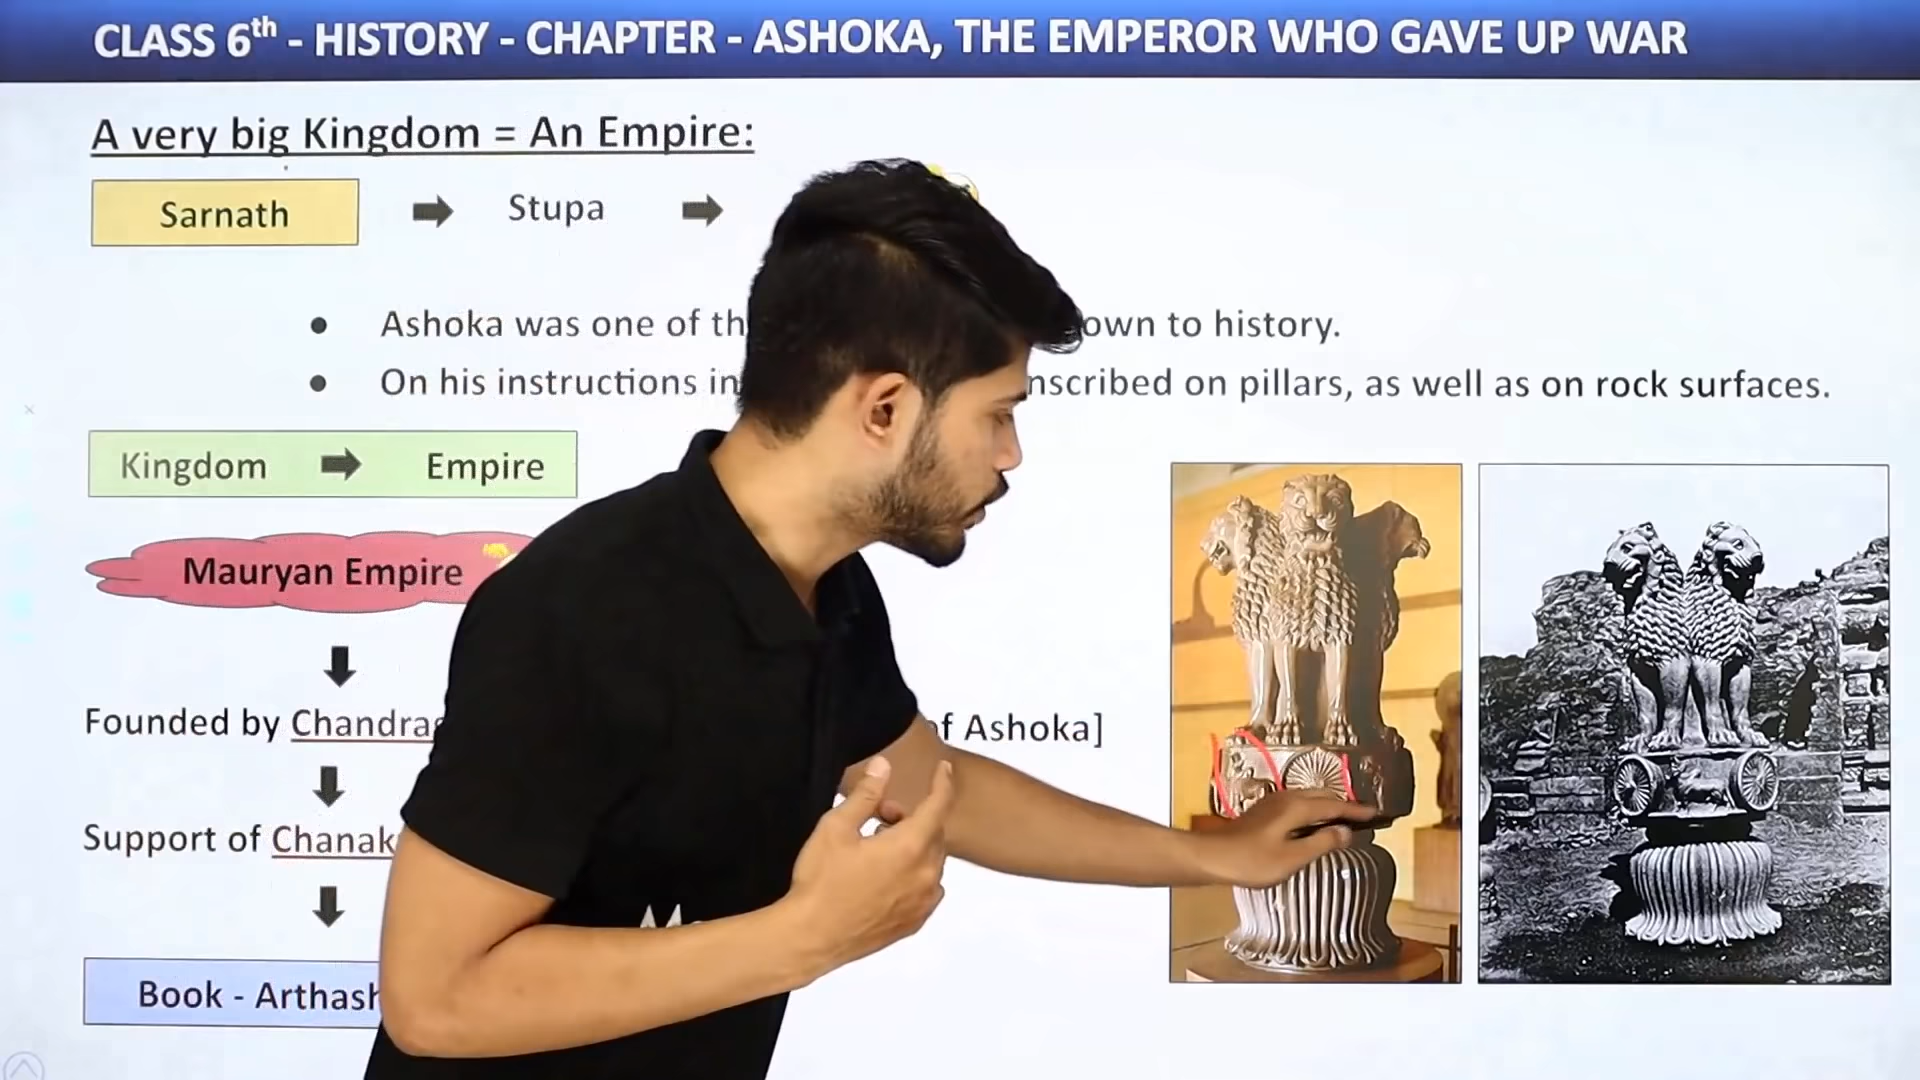 CLASS 6th - HISTORY - CHAPTER - ASHOKA, THE EMPEROR WHO GAVE UP WAR
A very big Kingdom = An Empire:
Sarnath Stupa
Ashoka was one of th own to history.
On his instructions in nscribed on pillars, as well as on rock surfaces.
Kingdom Empire
Mauryan Empire
Founded by Chandrag f Ashoka]
Support of Chanak
Book - Arthash